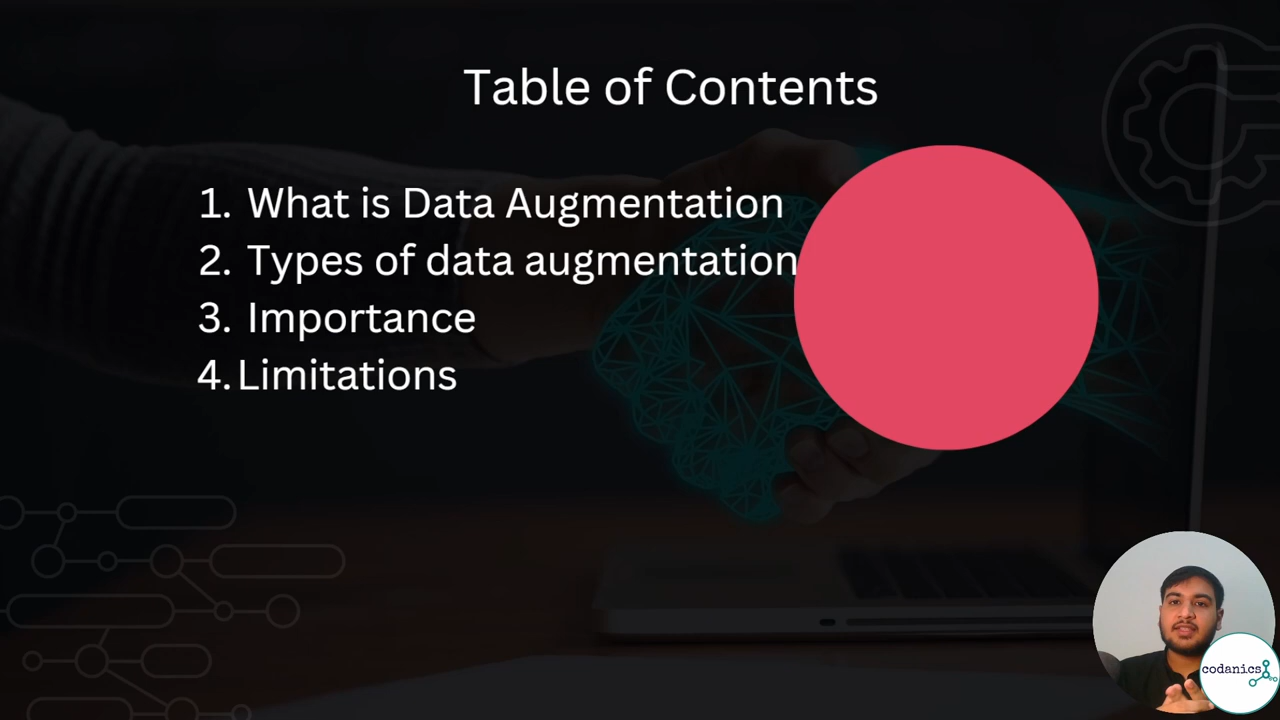 Table of Contents
1. What is Data Augmentation
2. Types of data augmentation
3. Importance
4. Limitations
codanics